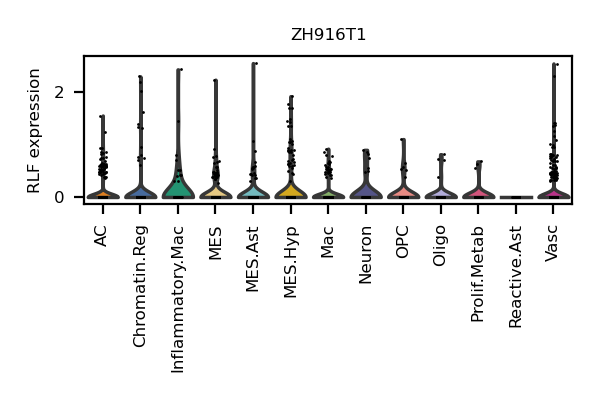 ZH916T1
RLF expression
2
0
AC
Chromatin.Reg
Inflammatory.Mac
MES
MES.Ast
MES.Hyp
Mac
Neuron
OPC
Oligo
Prolif.Metab
Reactive.Ast
Vasc